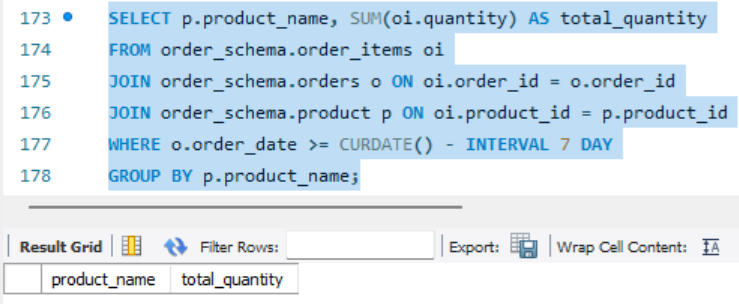 173 SELECT p.product_name, SUM(oi.quantity) AS total_quantity
174 FROM order_schema.order_items oi
175 JOIN order_schema.orders o ON oi.order_id = o.order_id
176 JOIN order_schema.product p ON oi.product_id = p.product_id
177 WHERE o.order_date >= CURDATE() - INTERVAL 7 DAY
178 GROUP BY p.product_name;
Result Grid Filter Rows: Export: Wrap Cell Content: IA
product_name total_quantity